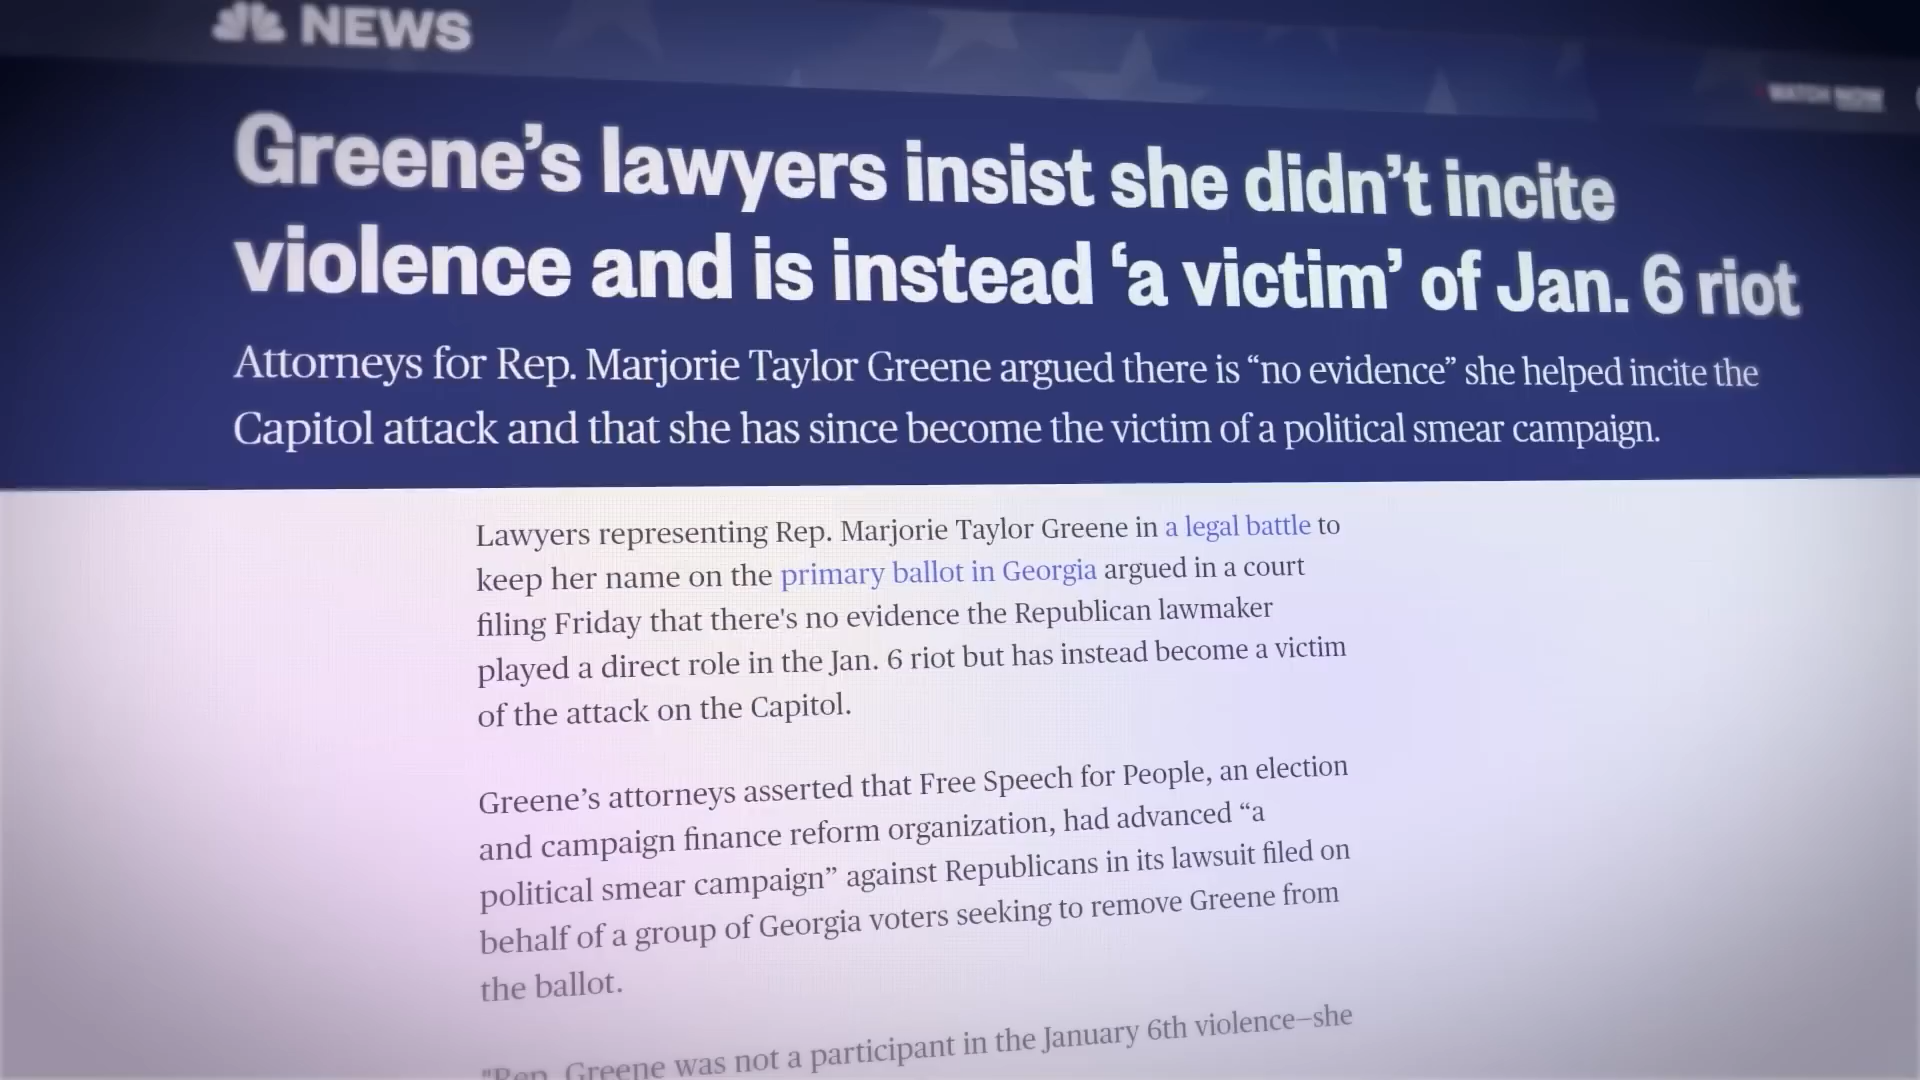 NEWS
WATCH NOW
Greene’s lawyers insist she didn’t incite
violence and is instead ‘a victim’ of Jan. 6 riot
Attorneys for Rep. Marjorie Taylor Greene argued there is “no evidence” she helped incite the
Capitol attack and that she has since become the victim of a political smear campaign.
Lawyers representing Rep. Marjorie Taylor Greene in a legal battle to
keep her name on the primary ballot in Georgia argued in a court
filing Friday that there's no evidence the Republican lawmaker
played a direct role in the Jan. 6 riot but has instead become a victim
of the attack on the Capitol.
Greene’s attorneys asserted that Free Speech for People, an election
and campaign finance reform organization, had advanced “a
political smear campaign” against Republicans in its lawsuit filed on
behalf of a group of Georgia voters seeking to remove Greene from
the ballot.
"Rep. Greene was not a participant in the January 6th violence—she